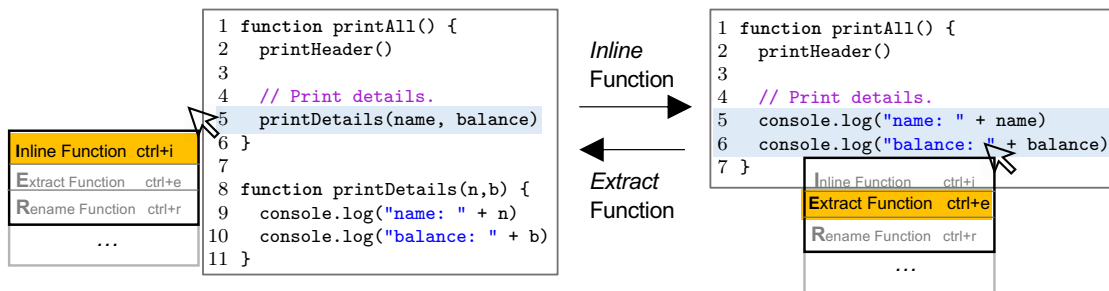 1 function printAll() {
2 printHeader()
3
4 // Print details.
5 printDetails(name, balance)
6 }
7
8 function printDetails(n,b) {
9 console.log("name: " + n)
10 console.log("balance: " + b)
11 }
Inline Function ctrl+i
Extract Function ctrl+e
Rename Function ctrl+r
...
Inline
Function
Extract
Function
1 function printAll() {
2 printHeader()
3
4 // Print details.
5 console.log("name: " + name)
6 console.log("balance: " + balance)
7 }
Inline Function ctrl+i
Extract Function ctrl+e
Rename Function ctrl+r
...